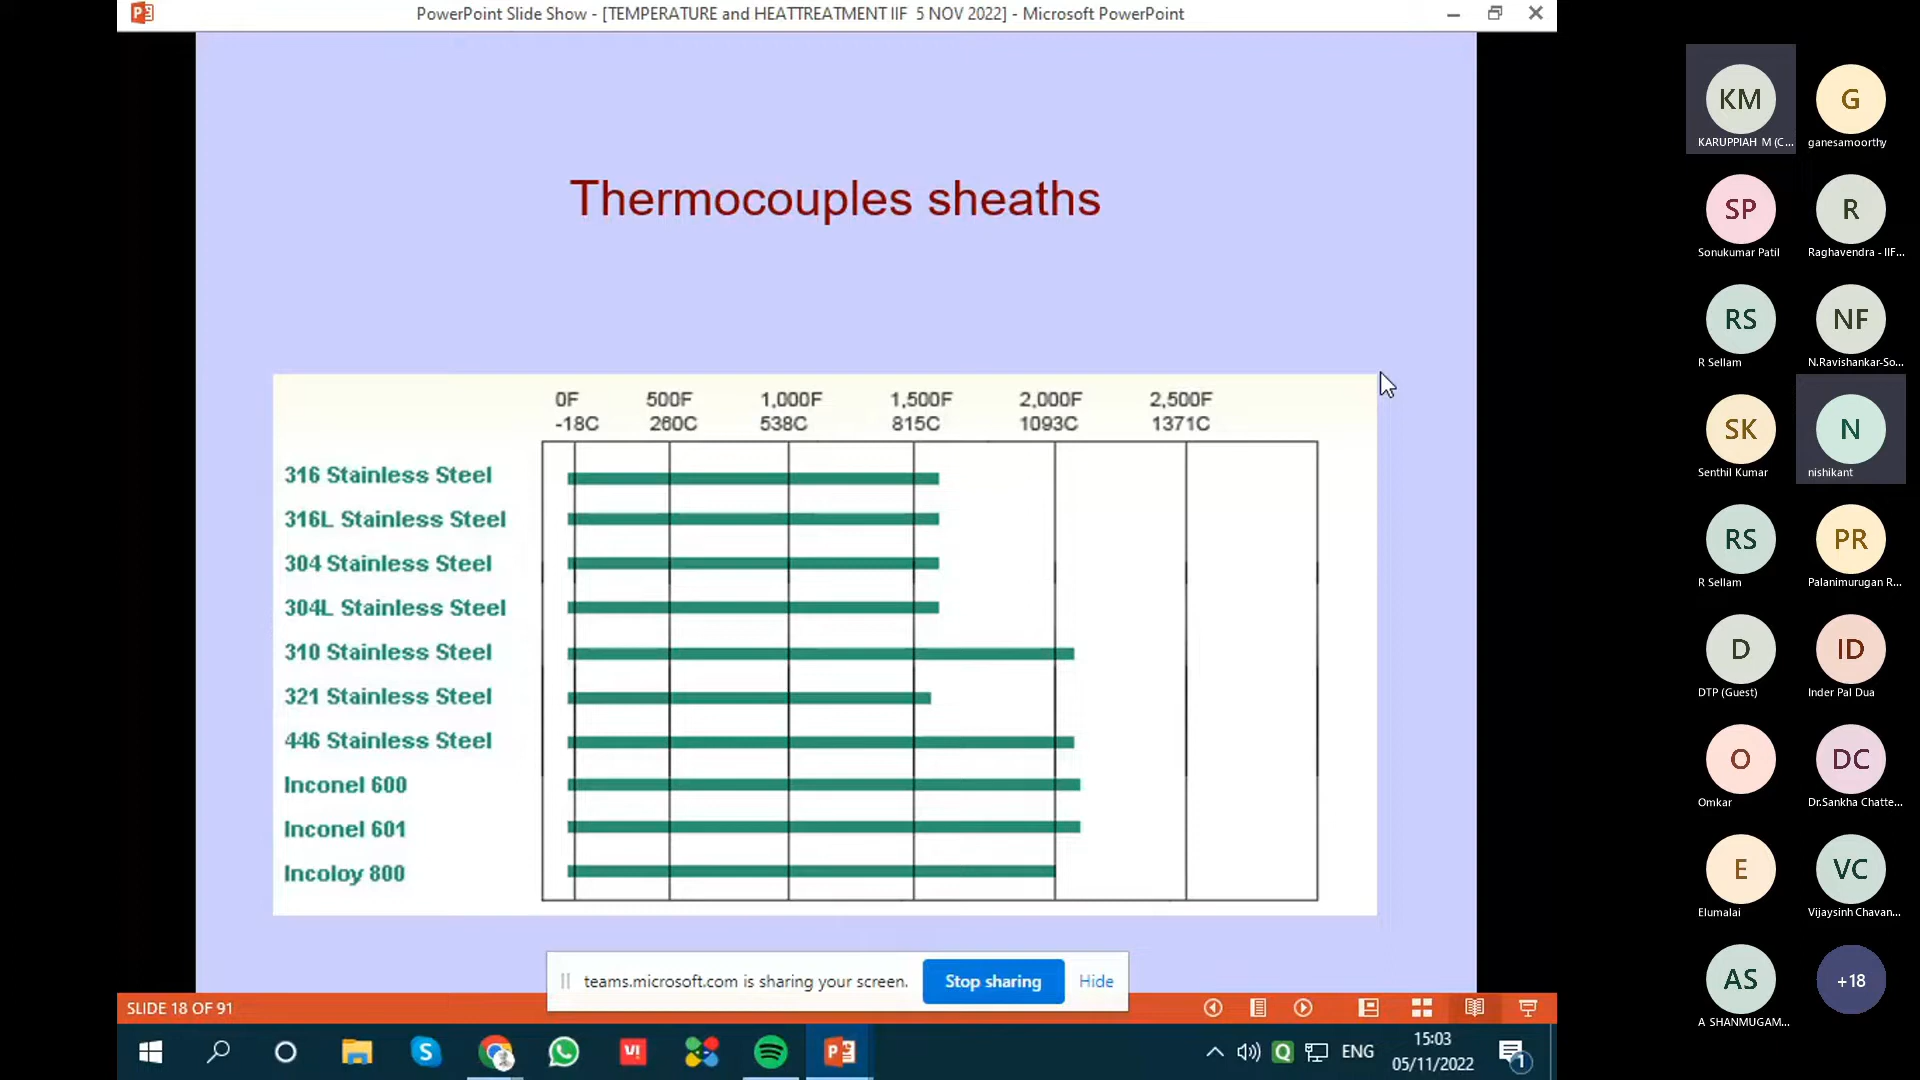 PowerPoint Slide Show - [TEMPERATURE and HEATTREATMENT IIF  5 NOV 2022] - Microsoft PowerPoint
Thermocouples sheaths
0F 500F 1,000F 1,500F 2,000F 2,500F
-18C 260C 538C 815C 1093C 1371C
316 Stainless Steel
316L Stainless Steel
304 Stainless Steel
304L Stainless Steel
310 Stainless Steel
321 Stainless Steel
446 Stainless Steel
Inconel 600
Inconel 601
Incoloy 800
teams.microsoft.com is sharing your screen. Stop sharing Hide
SLIDE 18 OF 91
ENG
15:03
05/11/2022
1
KM G
KARUPPIAH M (C... ganesamoorthy
SP R
Sonukumar Patil Raghavendra - IIF...
RS NF
R Sellam N.Ravishankar-So...
SK N
Senthil Kumar nishikant
RS PR
R Sellam Palanimurugan R...
D ID
DTP (Guest) Inder Pal Dua
O DC
Omkar Dr.Sankha Chatte...
E VC
Elumalai Vijaysinh Chavan...
AS +18
A SHANMUGAM...